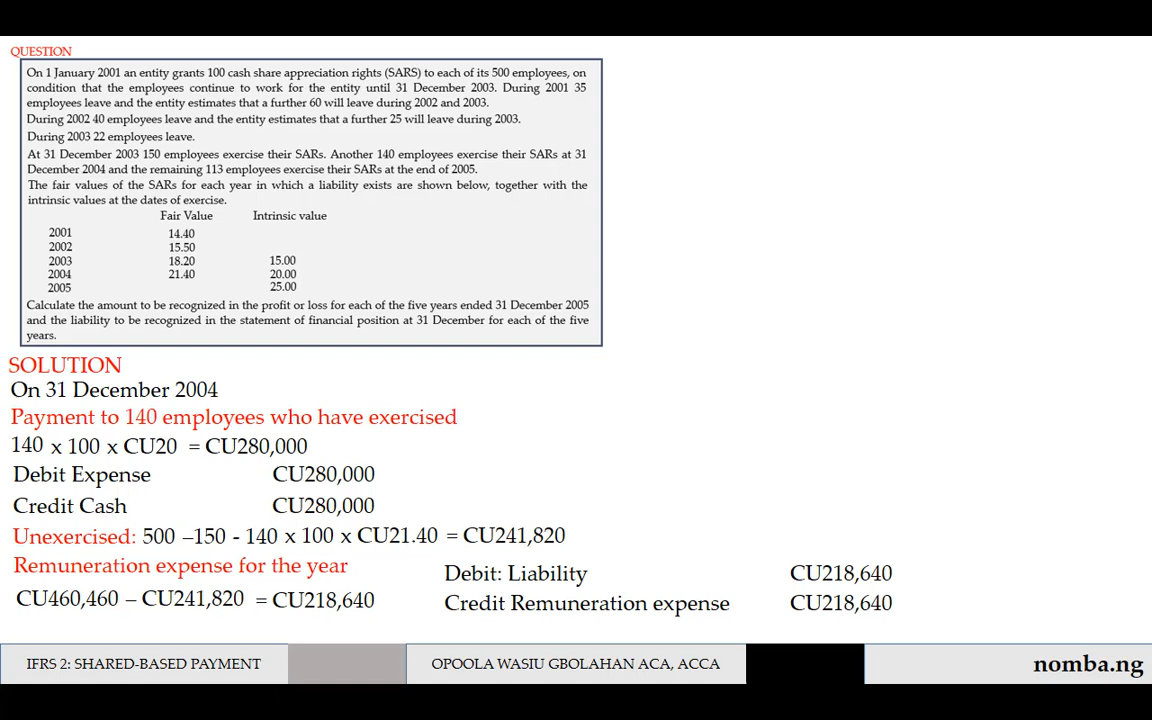 QUESTION
On 1 January 2001 an entity grants 100 cash share appreciation rights (SARS) to each of its 500 employees, on
condition that the employees continue to work for the entity until 31 December 2003. During 2001 35
employees leave and the entity estimates that a further 60 will leave during 2002 and 2003.
During 2002 40 employees leave and the entity estimates that a further 25 will leave during 2003.
During 2003 22 employees leave.
At 31 December 2003 150 employees exercise their SARs. Another 140 employees exercise their SARs at 31
December 2004 and the remaining 113 employees exercise their SARs at the end of 2005.
The fair values of the SARs for each year in which a liability exists are shown below, together with the
intrinsic values at the dates of exercise.
Fair Value Intrinsic value
2001 14.40
2002 15.50
2003 18.20 15.00
2004 21.40 20.00
2005 25.00
Calculate the amount to be recognized in the profit or loss for each of the five years ended 31 December 2005
and the liability to be recognized in the statement of financial position at 31 December for each of the five
years.
SOLUTION
On 31 December 2004
Payment to 140 employees who have exercised
140 x 100 x CU20 = CU280,000
Debit Expense CU280,000
Credit Cash CU280,000
Unexercised: 500 –150 - 140 x 100 x CU21.40 = CU241,820
Remuneration expense for the year
CU460,460 – CU241,820 = CU218,640
Debit: Liability CU218,640
Credit Remuneration expense CU218,640
IFRS 2: SHARED-BASED PAYMENT
OPOOLA WASIU GBOLAHAN ACA, ACCA
nomba.ng